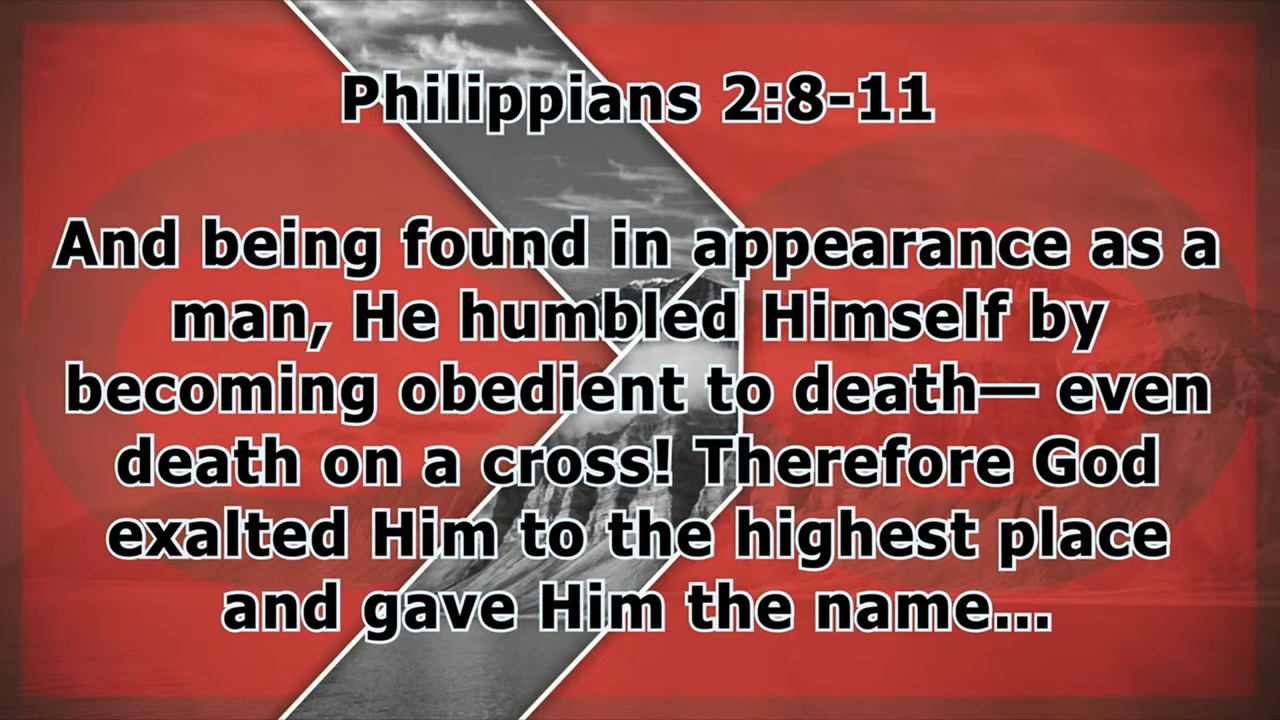 Philippians 2:8-11
And being found in appearance as a
man, He humbled Himself by
becoming obedient to death— even
death on a cross! Therefore God
exalted Him to the highest place
and gave Him the name...